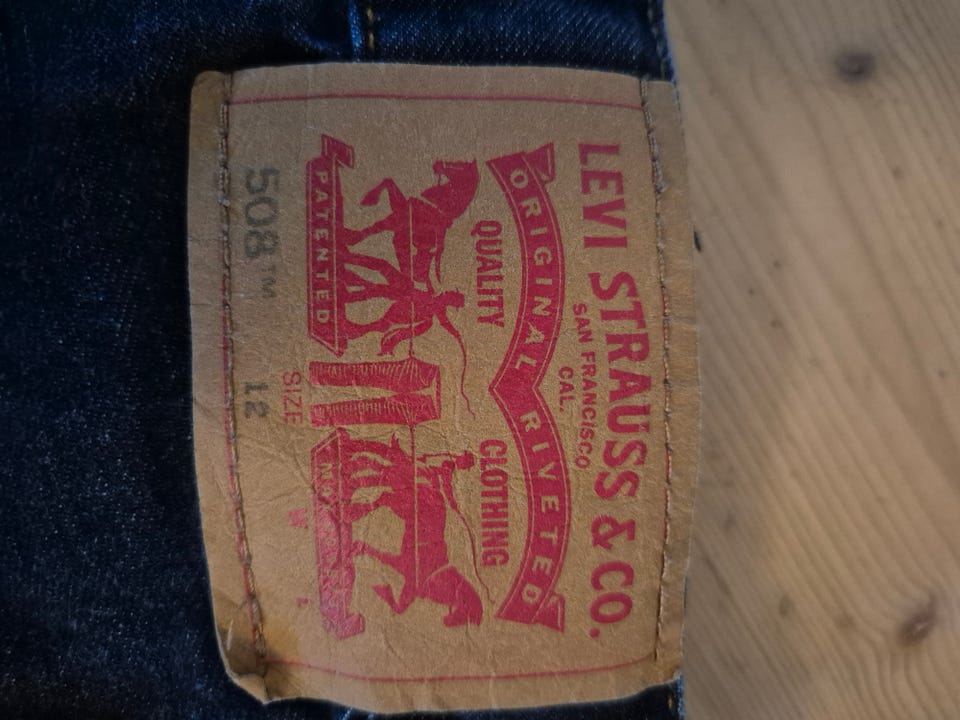 LEVI STRAUSS & CO.
SAN FRANCISCO
CAL.
ORIGINAL RIVETED
QUALITY CLOTHING
PATENTED
SIZE
W L
508™ 12